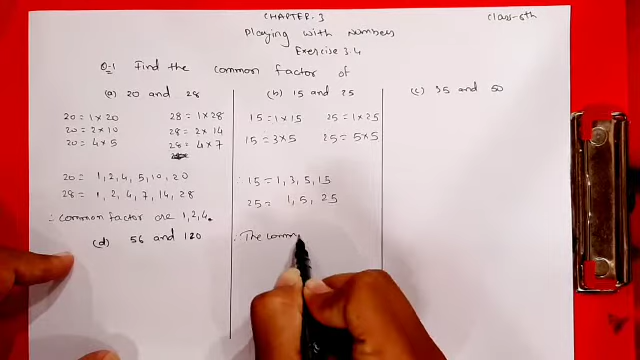 CHAPTER. 3
Class-6th
Playing with Numbers
Exercise 3.4
Q.1 Find the common factor of
(a) 20 and 28
20 = 1×20 28 = 1×28
20 = 2×10 28 = 2×14
20 = 4×5 28 = 4×7
20 = 1, 2, 4, 5, 10, 20
28 = 1, 2, 4, 7, 14, 28
∴ Common factor are 1, 2, 4.
(b) 15 and 25
15 = 1×15 25 = 1×25
15 = 3×5 25 = 5×5
∴ 15 = 1, 3, 5, 15
25 = 1, 5, 25
∴ The comm
(c) 35 and 50
(d) 56 and 120